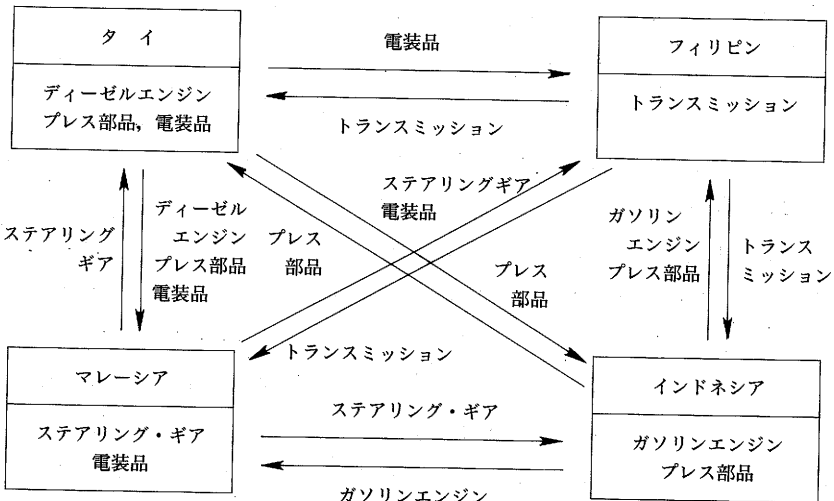 タ イ
ディーゼルエンジン
プレス部品,電装品
電装品
トランスミッション
フィリピン
トランスミッション
ステアリング
ギア
ディーゼル
エンジン
プレス部品
電装品
プレス
部品
ステアリングギア
電装品
プレス
部品
ガソリン
エンジン
プレス部品
トランス
ミッション
トランスミッション
マレーシア
ステアリング・ギア
電装品
ステアリング・ギア
ガソリンエンジン
インドネシア
ガソリンエンジン
プレス部品